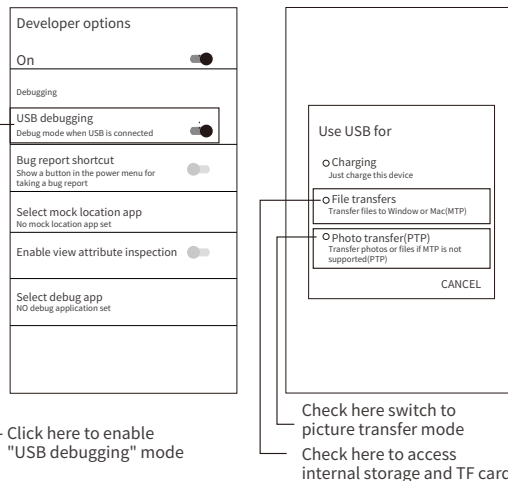 Developer options
On
Debugging
USB debugging
Debug mode when USB is connected
Bug report shortcut
Show a button in the power menu for
taking a bug report
Select mock location app
No mock location app set
Enable view attribute inspection
Select debug app
NO debug application set
Click here to enable
"USB debugging" mode
Use USB for
Charging
Just charge this device
File transfers
Transfer files to Window or Mac(MTP)
Photo transfer(PTP)
Transfer photos or files if MTP is not
supported(PTP)
CANCEL
Check here switch to
picture transfer mode
Check here to access
internal storage and TF card